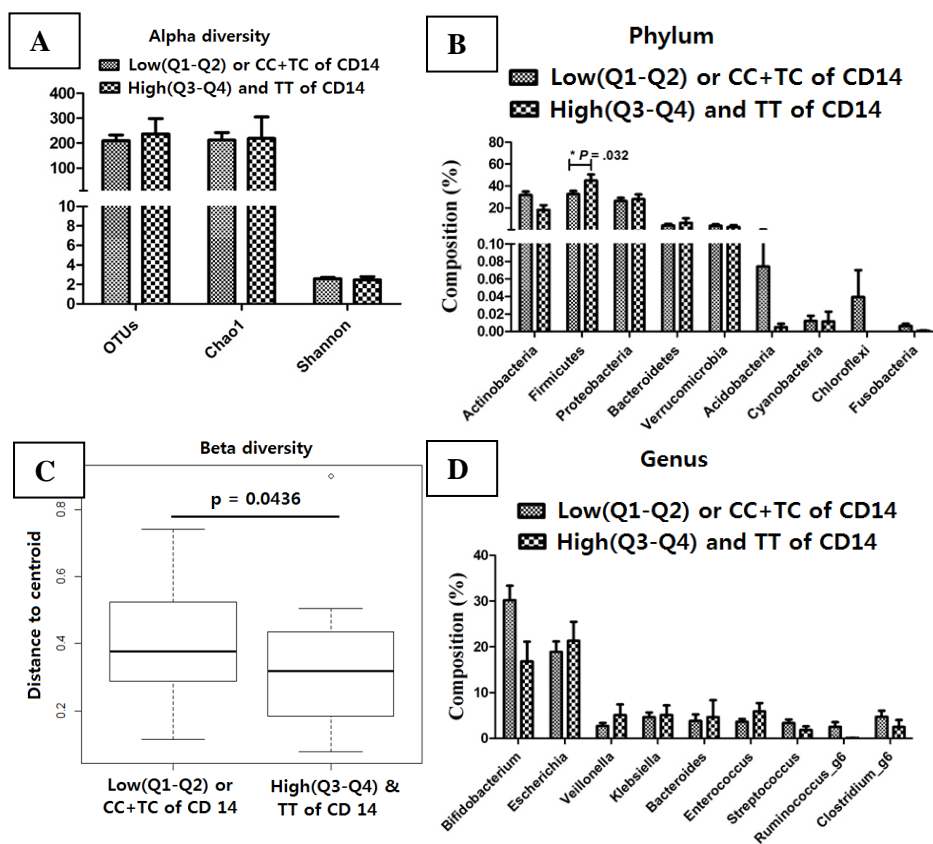 A
Alpha diversity
Low(Q1-Q2) or CC+TC of CD14
High(Q3-Q4) and TT of CD14
400
300
200
100
10
8
6
4
2
0
OTUs
Chao1
Shannon
B
Phylum
Low(Q1-Q2) or CC+TC of CD14
High(Q3-Q4) and TT of CD14
Composition (%)
80
60
40
20
0.10
0.08
0.06
0.04
0.02
0.00
* P = .032
Actinobacteria
Firmicutes
Proteobacteria
Bacteroidetes
Verrucomicrobia
Acidobacteria
Cyanobacteria
Chloroflexi
Fusobacteria
C
Beta diversity
Distance to centroid
0.8
0.6
0.4
0.2
p = 0.0436
Low(Q1-Q2) or
CC+TC of CD 14
High(Q3-Q4) &
TT of CD 14
D
Genus
Low(Q1-Q2) or CC+TC of CD14
High(Q3-Q4) and TT of CD14
Composition (%)
40
30
20
10
0
Bifidobacterium
Escherichia
Veillonella
Klebsiella
Bacteroides
Enterococcus
Streptococcus
Ruminococcus_g6
Clostridium_g6